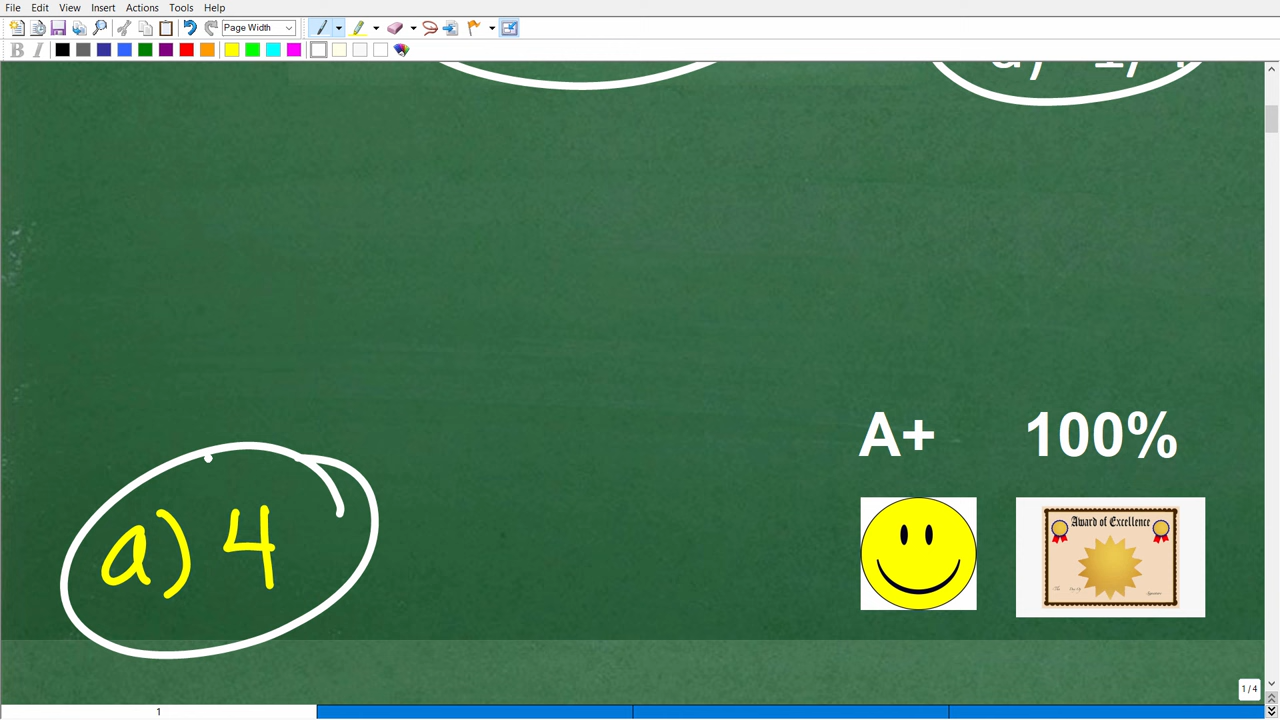 File Edit View Insert Actions Tools Help
Page Width
B I
A+ 100%
a) 4
Award of Excellence
1 / 4
1